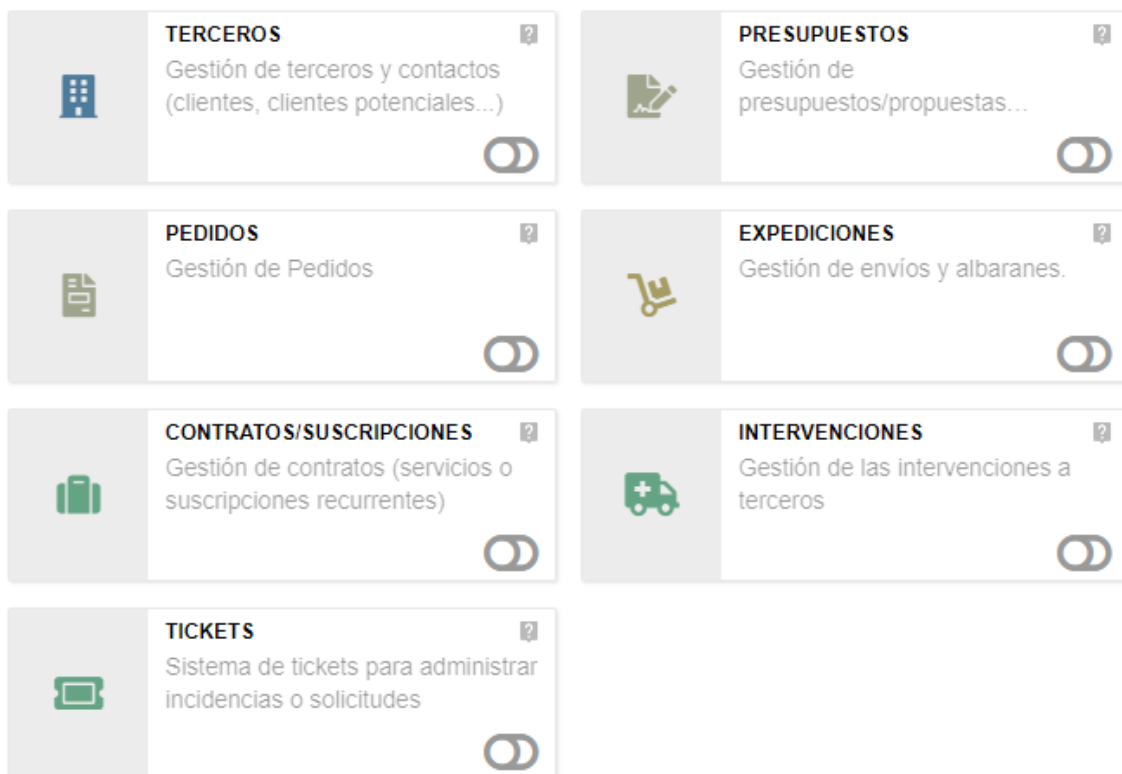 TERCEROS
Gestión de terceros y contactos
(clientes, clientes potenciales...)
PRESUPUESTOS
Gestión de
presupuestos/propuestas...
PEDIDOS
Gestión de Pedidos
EXPEDICIONES
Gestión de envíos y albaranes.
CONTRATOS/SUSCRIPCIONES
Gestión de contratos (servicios o
suscripciones recurrentes)
INTERVENCIONES
Gestión de las intervenciones a
terceros
TICKETS
Sistema de tickets para administrar
incidencias o solicitudes